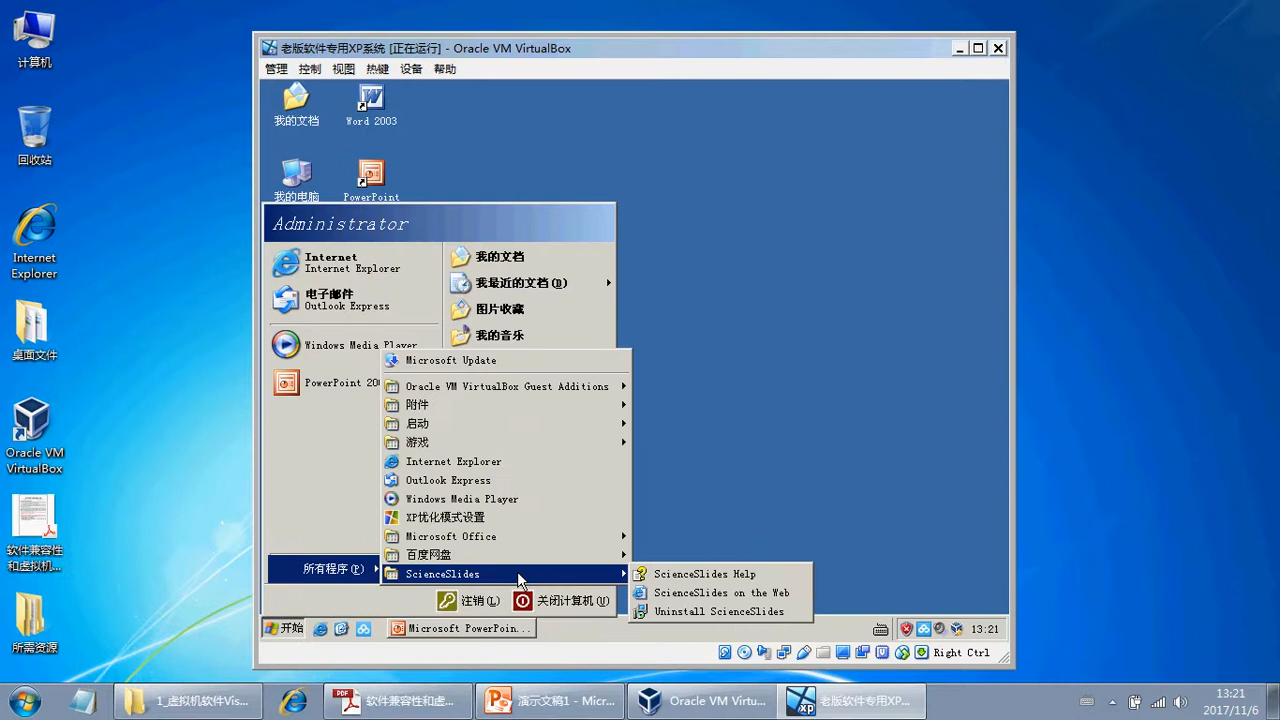 计算机
回收站
Internet
Explorer
桌面文件
Oracle VM
VirtualBox
软件兼容性
和虚拟机...
所需资源
老版软件专用XP系统 [正在运行] - Oracle VM VirtualBox
管理 控制 视图 热键 设备 帮助
我的文档
Word 2003
我的电脑
PowerPoint
Administrator
Internet
Internet Explorer
电子邮件
Outlook Express
Windows Media Player
PowerPoint 200
我的文档
我最近的文档(D)
图片收藏
我的音乐
Microsoft Update
Oracle VM VirtualBox Guest Additions
附件
启动
游戏
Internet Explorer
Outlook Express
Windows Media Player
XP优化模式设置
Microsoft Office
百度网盘
ScienceSlides
ScienceSlides Help
ScienceSlides on the Web
Uninstall ScienceSlides
所有程序(P)
注销(L)
关闭计算机(U)
开始
Microsoft PowerPoin...
13:21
Right Ctrl
1_虚拟机软件Vis...
软件兼容性和虚...
演示文稿1 - Micr...
Oracle VM Virtu...
老版软件专用XP...
13:21
2017/11/6